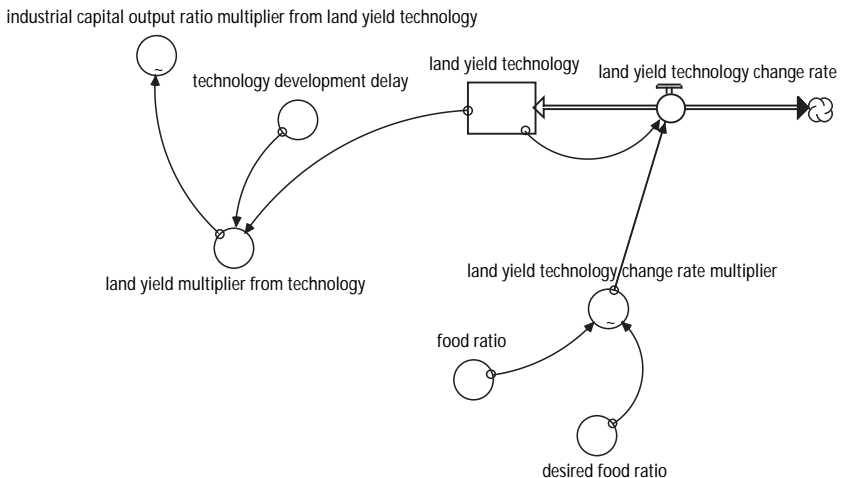 industrial capital output ratio multiplier from land yield technology
land yield technology
land yield technology change rate
technology development delay
land yield multiplier from technology
land yield technology change rate multiplier
~
~
food ratio
desired food ratio